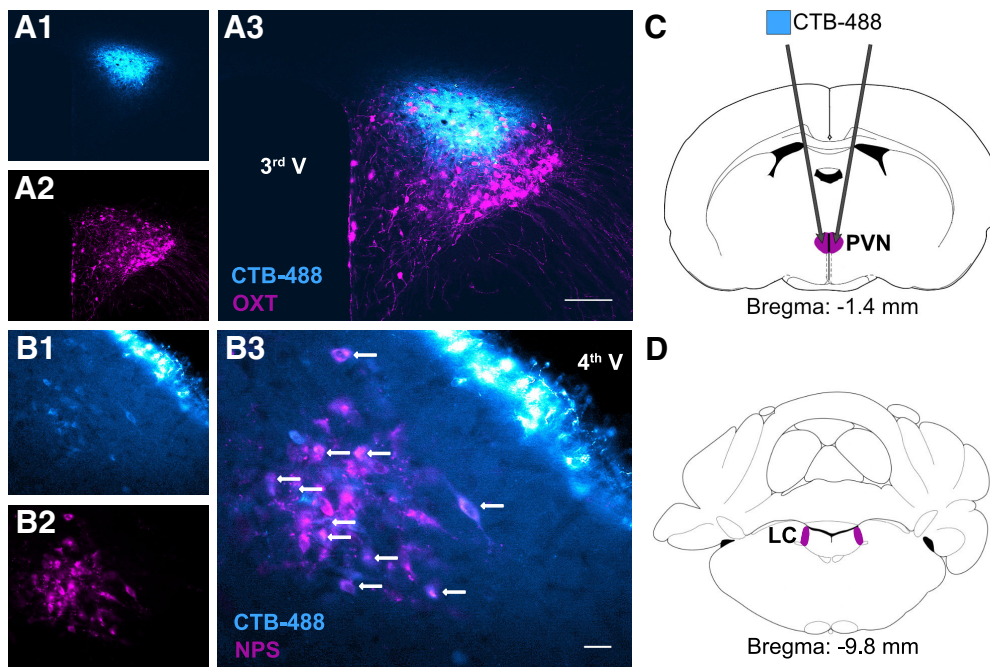 A1
A2
A3
3rd V
CTB-488
OXT
B1
B2
B3
4th V
CTB-488
NPS
C
CTB-488
PVN
Bregma: -1.4 mm
D
LC
Bregma: -9.8 mm